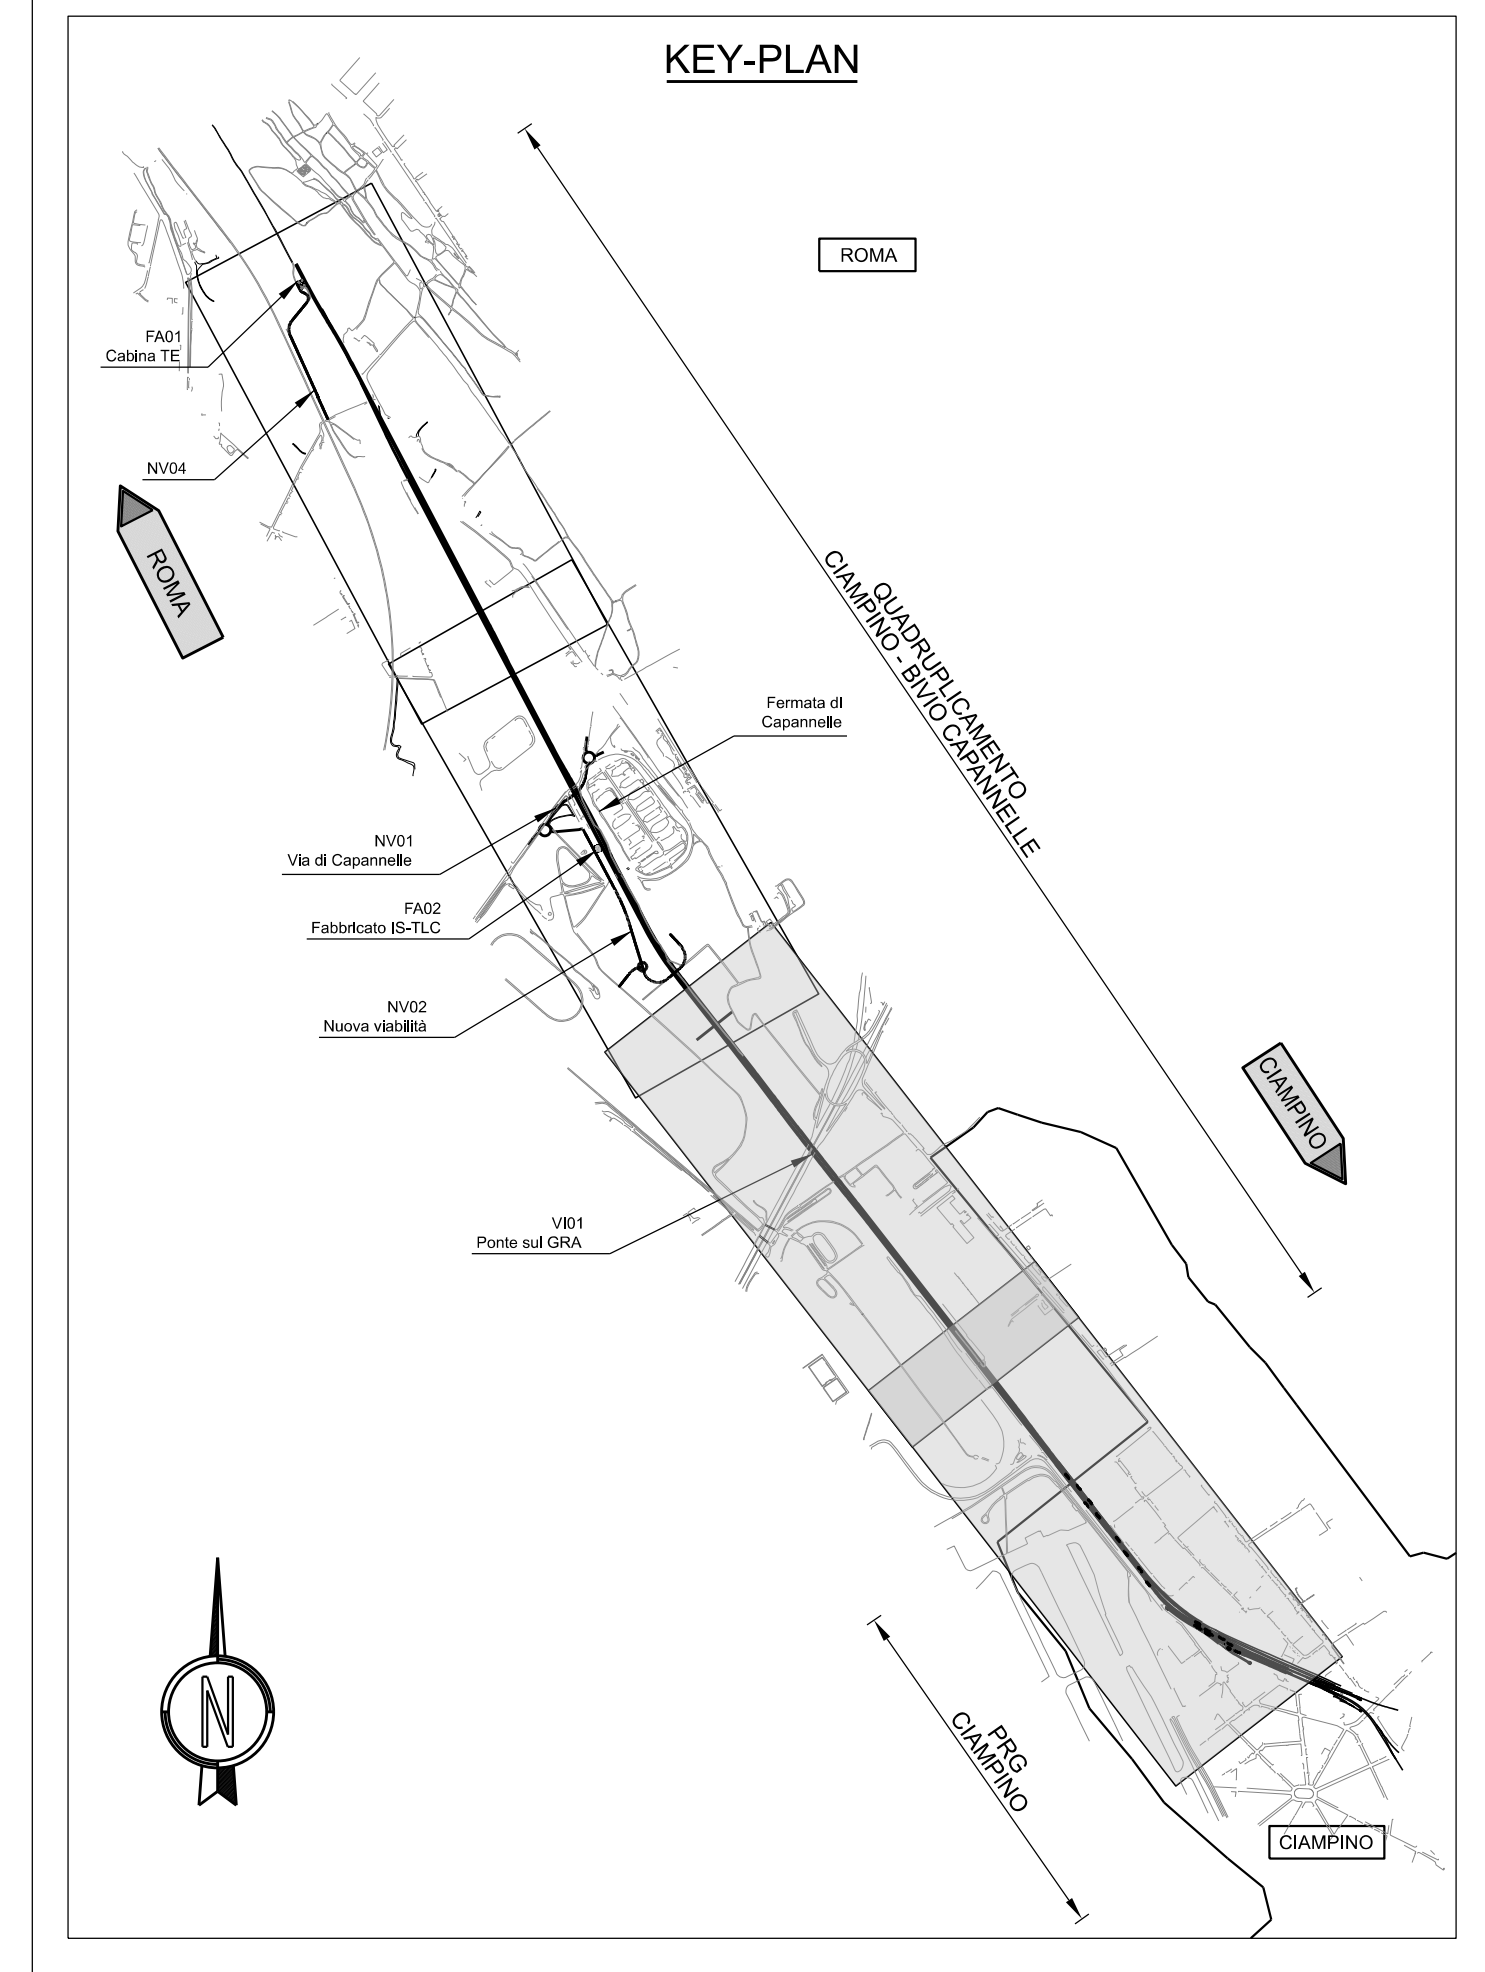 KEY-PLAN
ROMA
FA01
Cabina TE
NV04
ROMA
QUADRUPLICAMENTO
CIAMPINO - BIVIO CAPANNELLE
Fermata di
Capannelle
NV01
Via di Capannelle
FA02
Fabbricato IS-TLC
NV02
Nuova viabilità
CIAMPINO
VI01
Ponte sul GRA
N
PRG
CIAMPINO
CIAMPINO